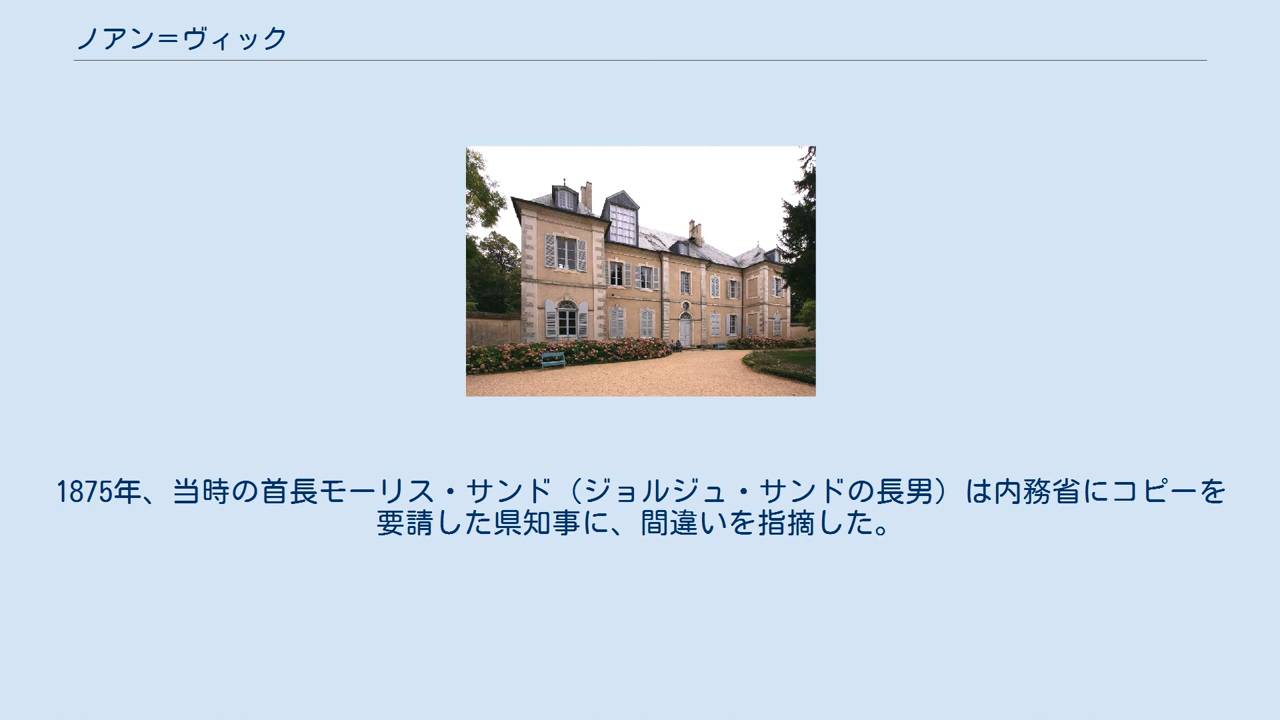 ノアン＝ヴィック
1875年、当時の首長モーリス・サンド（ジョルジュ・サンドの長男）は内務省にコピーを
要請した県知事に、間違いを指摘した。